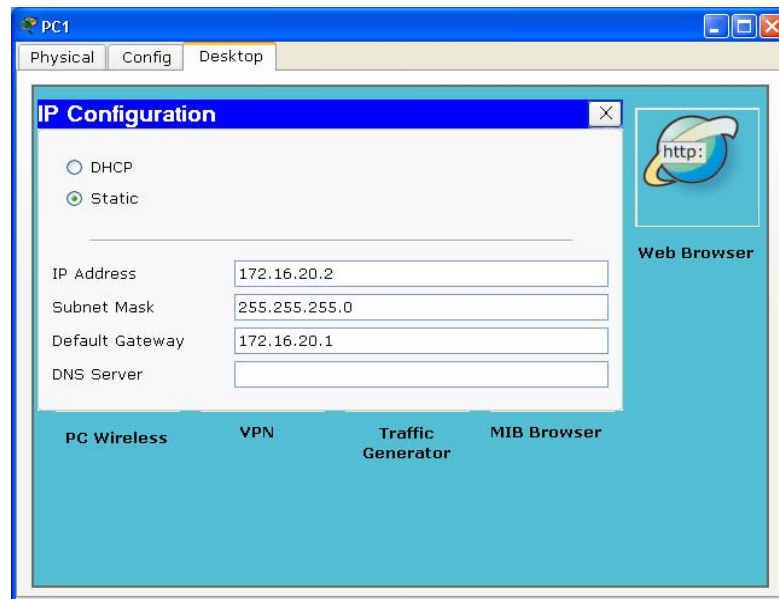 PC1
Physical Config Desktop
IP Configuration X
http:
DHCP
Static
Web Browser
IP Address 172.16.20.2
Subnet Mask 255.255.255.0
Default Gateway 172.16.20.1
DNS Server
PC Wireless VPN Traffic Generator MIB Browser